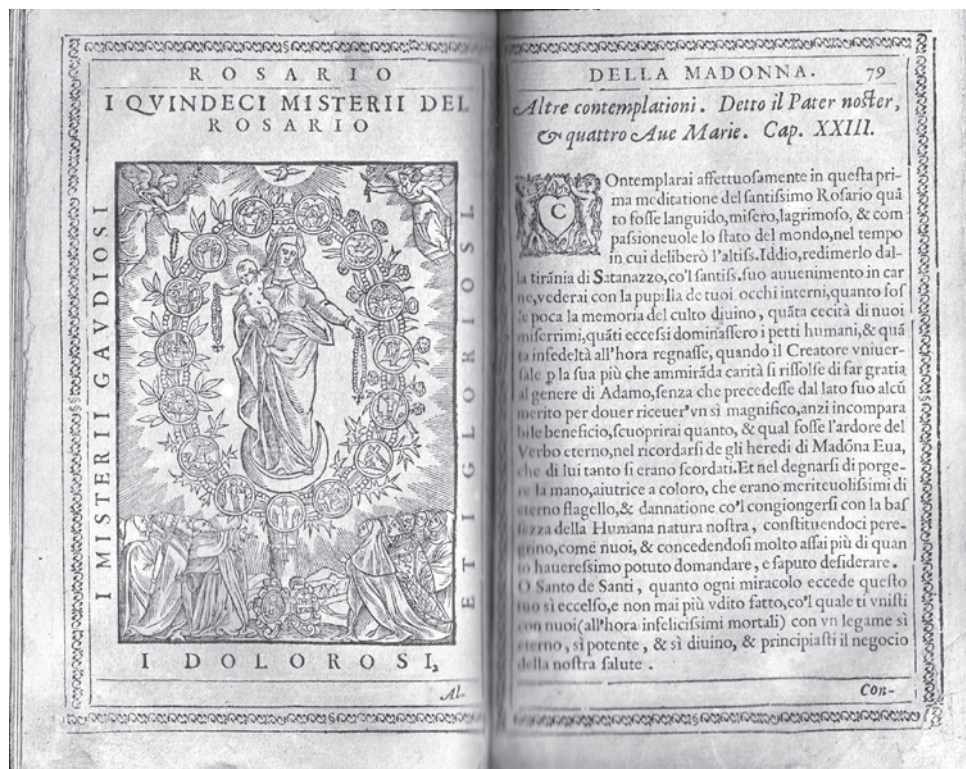 ROSARIO
I QVINDECI MISTERII DEL
ROSARIO
I MISTERII GAVDIOSI
ET I GLORIOSI.
I DOLOROSI,
Al-
DELLA MADONNA. 79
Altre contemplationi. Detto il Pater noster,
& quattro Aue Marie. Cap. XXIII.
COntemplarai affettuosamente in questa pri-
ma meditatione del santissimo Rosario quã
to fosse languido, misero, lagrimoso, & com
passioneuole lo stato del mondo, nel tempo
in cui deliberò l'altiss. Iddio, redimerlo dal-
la tirãnia di Satanazzo, co'l santiss. suo auuenimento in car
ne, vederai con la pupilla de tuoi occhi interni, quanto fos
se poca la memoria del culto diuino, quãta cecità di nuoi
miserrimi, quãti eccessi dominassero i petti humani, & quã
ta infedeltà all'hora regnasse, quando il Creatore vniuer-
sale p la sua più che ammirãda carità si rissolse di far gratia
al genere di Adamo, senza che precedesse dal lato suo alcũ
merito per douer riceuer' vn sì magnifico, anzi incompara
bile beneficio, scuoprirai quanto, & qual fosse l'ardore del
Verbo eterno, nel ricordarsi de gli heredi di Madõna Eua,
che di lui tanto si erano scordati. Et nel degnarsi di porge-
re la mano, aiutrice a coloro, che erano meriteuolissimi di
eterno flagello, & dannatione co'l congiongersi con la bas
sezza della Humana natura nostra, constituendoci pere-
grino, come nuoi, & concedendosi molto assai più di quan
to haueressimo potuto domandare, e saputo desiderare.
O Santo de Santi, quanto ogni miracolo eccede questo
tuo sì eccelso, e non mai più vdito fatto, co'l quale ti vnisti
con nuoi (all'hora infelicissimi mortali) con vn legame sì
eterno, sì potente, & sì diuino, & principiasti il negocio
della nostra salute.
Con-